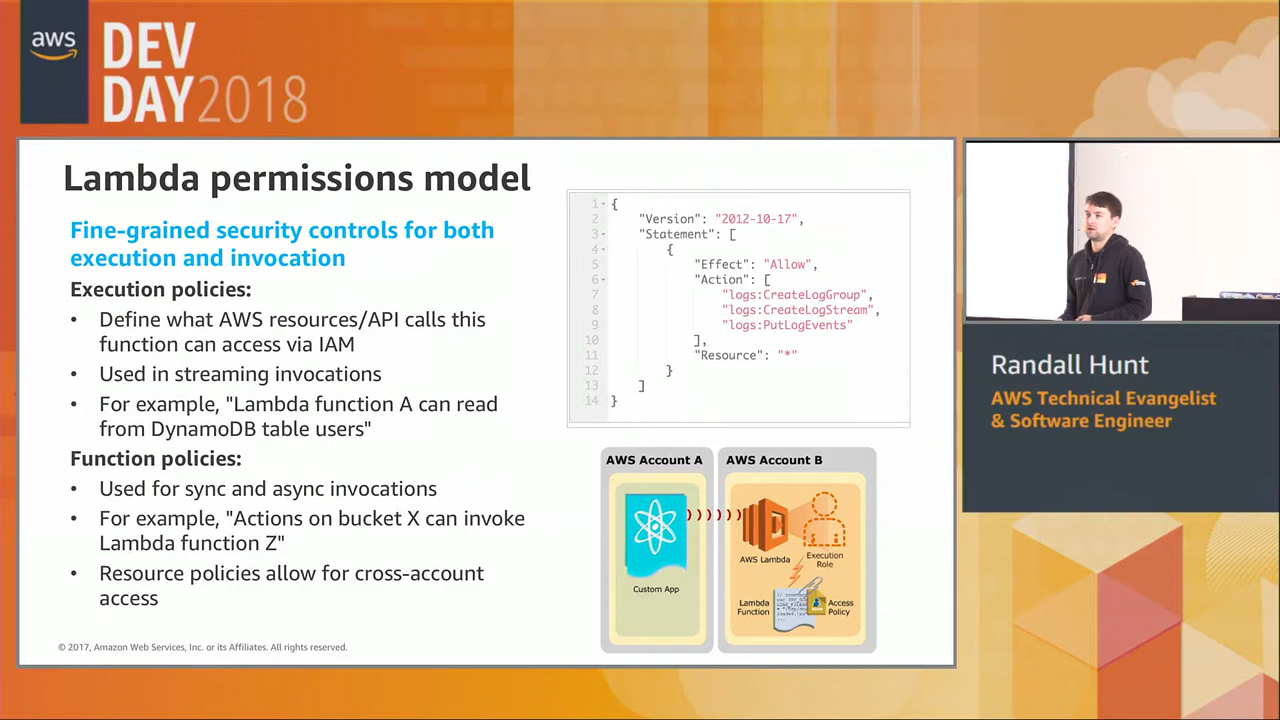 aws
DEV
DAY2018
Lambda permissions model
Fine-grained security controls for both
execution and invocation
Execution policies:
• Define what AWS resources/API calls this
function can access via IAM
• Used in streaming invocations
• For example, "Lambda function A can read
from DynamoDB table users"
Function policies:
• Used for sync and async invocations
• For example, "Actions on bucket X can invoke
Lambda function Z"
• Resource policies allow for cross-account
access
© 2017, Amazon Web Services, Inc. or its Affiliates. All rights reserved.
1 {
2 "Version": "2012-10-17",
3 "Statement": [
4 {
5 "Effect": "Allow",
6 "Action": [
7 "logs:CreateLogGroup",
8 "logs:CreateLogStream",
9 "logs:PutLogEvents"
10 ],
11 "Resource": "*"
12 }
13 ]
14 }
AWS Account A
AWS Account B
Custom App
AWS Lambda
Execution
Role
Lambda
Function
Access
Policy
Randall Hunt
AWS Technical Evangelist
& Software Engineer